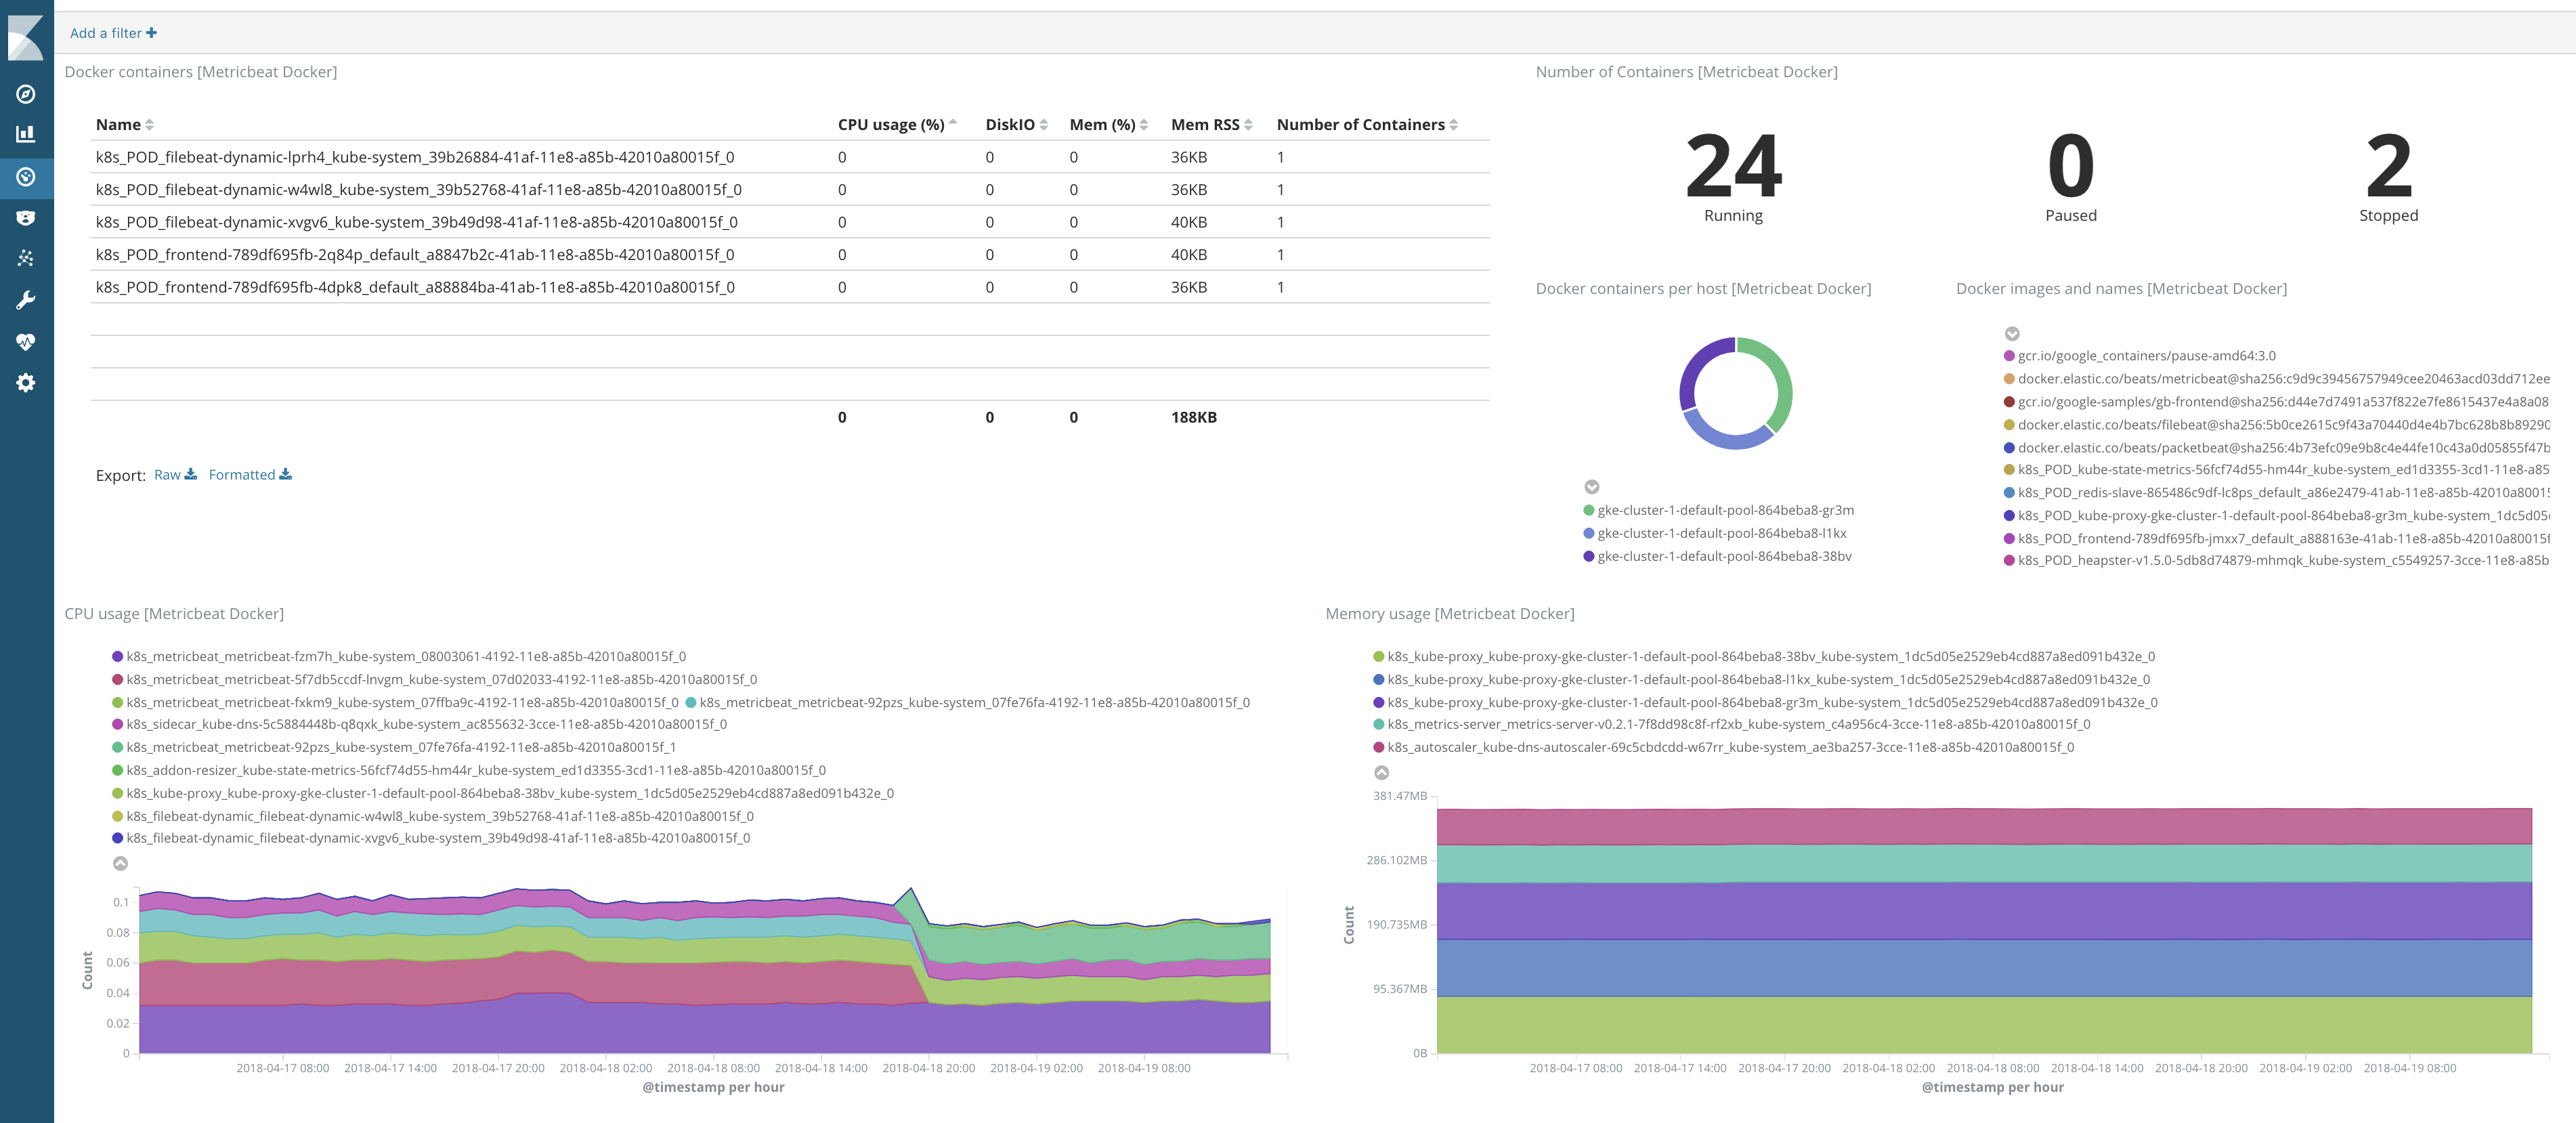 Add a filter
Docker containers [Metricbeat Docker]
Name CPU usage (%) DiskIO Mem (%) Mem RSS Number of Containers
k8s_POD_filebeat-dynamic-lprh4_kube-system_39b26884-41af-11e8-a85b-42010a80015f_0 0 0 0 36KB 1
k8s_POD_filebeat-dynamic-w4wl8_kube-system_39b52768-41af-11e8-a85b-42010a80015f_0 0 0 0 36KB 1
k8s_POD_filebeat-dynamic-xvgv6_kube-system_39b49d98-41af-11e8-a85b-42010a80015f_0 0 0 0 40KB 1
k8s_POD_frontend-789df695fb-2q84p_default_a8847b2c-41ab-11e8-a85b-42010a80015f_0 0 0 0 40KB 1
k8s_POD_frontend-789df695fb-4dpk8_default_a88884ba-41ab-11e8-a85b-42010a80015f_0 0 0 0 36KB 1
0 0 0 188KB
Export: Raw Formatted
Number of Containers [Metricbeat Docker]
24 0 2
Running Paused Stopped
Docker containers per host [Metricbeat Docker]
gke-cluster-1-default-pool-864beba8-gr3m
gke-cluster-1-default-pool-864beba8-l1kx
gke-cluster-1-default-pool-864beba8-38bv
Docker images and names [Metricbeat Docker]
gcr.io/google_containers/pause-amd64:3.0
docker.elastic.co/beats/metricbeat@sha256:c9d9c39456757949cee20463acd03dd712ee
gcr.io/google-samples/gb-frontend@sha256:d44e7d7491a537f822e7fe8615437e4a8a08
docker.elastic.co/beats/filebeat@sha256:5b0ce2615c9f43a70440d4e4b7bc628b8b89290
docker.elastic.co/beats/packetbeat@sha256:4b73efc09e9b8c4e44fe10c43a0d05855f47b
k8s_POD_kube-state-metrics-56fcf74d55-hm44r_kube-system_ed1d3355-3cd1-11e8-a85
k8s_POD_redis-slave-865486c9df-lc8ps_default_a86e2479-41ab-11e8-a85b-42010a80015
k8s_POD_kube-proxy-gke-cluster-1-default-pool-864beba8-gr3m_kube-system_1dc5d05
k8s_POD_frontend-789df695fb-jmxx7_default_a888163e-41ab-11e8-a85b-42010a80015f
k8s_POD_heapster-v1.5.0-5db8d74879-mhmqk_kube-system_c5549257-3cce-11e8-a85b
CPU usage [Metricbeat Docker]
k8s_metricbeat_metricbeat-fzm7h_kube-system_08003061-4192-11e8-a85b-42010a80015f_0
k8s_metricbeat_metricbeat-5f7db5ccdf-lnvgm_kube-system_07d02033-4192-11e8-a85b-42010a80015f_0
k8s_metricbeat_metricbeat-fxkm9_kube-system_07ffba9c-4192-11e8-a85b-42010a80015f_0 k8s_metricbeat_metricbeat-92pzs_kube-system_07fe76fa-4192-11e8-a85b-42010a80015f_0
k8s_sidecar_kube-dns-5c5884448b-q8qxk_kube-system_ac855632-3cce-11e8-a85b-42010a80015f_0
k8s_metricbeat_metricbeat-92pzs_kube-system_07fe76fa-4192-11e8-a85b-42010a80015f_1
k8s_addon-resizer_kube-state-metrics-56fcf74d55-hm44r_kube-system_ed1d3355-3cd1-11e8-a85b-42010a80015f_0
k8s_kube-proxy_kube-proxy-gke-cluster-1-default-pool-864beba8-38bv_kube-system_1dc5d05e2529eb4cd887a8ed091b432e_0
k8s_filebeat-dynamic_filebeat-dynamic-w4wl8_kube-system_39b52768-41af-11e8-a85b-42010a80015f_0
k8s_filebeat-dynamic_filebeat-dynamic-xvgv6_kube-system_39b49d98-41af-11e8-a85b-42010a80015f_0
0.1
0.08
0.06
0.04
0.02
0
Count
2018-04-17 08:00 2018-04-17 14:00 2018-04-17 20:00 2018-04-18 02:00 2018-04-18 08:00 2018-04-18 14:00 2018-04-18 20:00 2018-04-19 02:00 2018-04-19 08:00
@timestamp per hour
Memory usage [Metricbeat Docker]
k8s_kube-proxy_kube-proxy-gke-cluster-1-default-pool-864beba8-38bv_kube-system_1dc5d05e2529eb4cd887a8ed091b432e_0
k8s_kube-proxy_kube-proxy-gke-cluster-1-default-pool-864beba8-l1kx_kube-system_1dc5d05e2529eb4cd887a8ed091b432e_0
k8s_kube-proxy_kube-proxy-gke-cluster-1-default-pool-864beba8-gr3m_kube-system_1dc5d05e2529eb4cd887a8ed091b432e_0
k8s_metrics-server_metrics-server-v0.2.1-7f8dd98c8f-rf2xb_kube-system_c4a956c4-3cce-11e8-a85b-42010a80015f_0
k8s_autoscaler_kube-dns-autoscaler-69c5cbdcdd-w67rr_kube-system_ae3ba257-3cce-11e8-a85b-42010a80015f_0
381.47MB
286.102MB
190.735MB
95.367MB
0B
Count
2018-04-17 08:00 2018-04-17 14:00 2018-04-17 20:00 2018-04-18 02:00 2018-04-18 08:00 2018-04-18 14:00 2018-04-18 20:00 2018-04-19 02:00 2018-04-19 08:00
@timestamp per hour